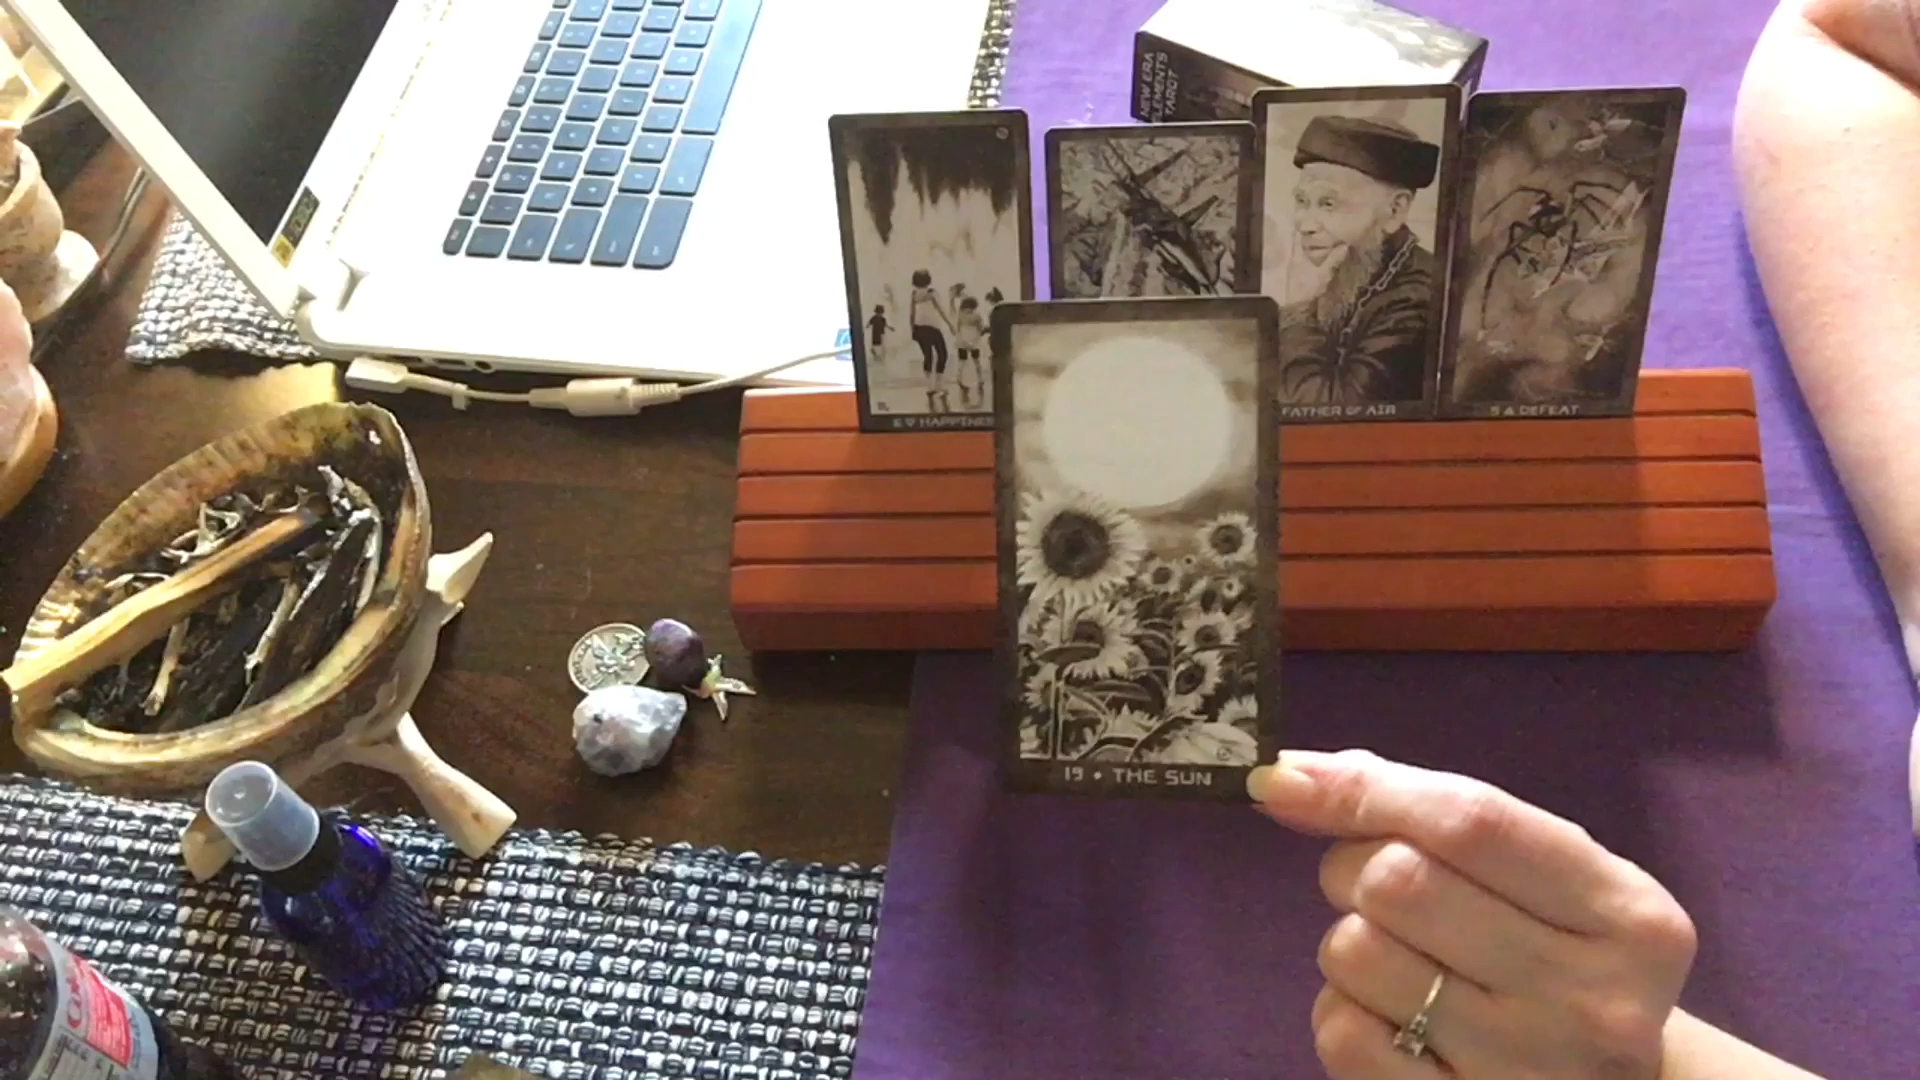 NEW ERA
ELEMENTS
TAROT
HAPPINESS
FATHER OF AIR
5 DEFEAT
19 • THE SUN